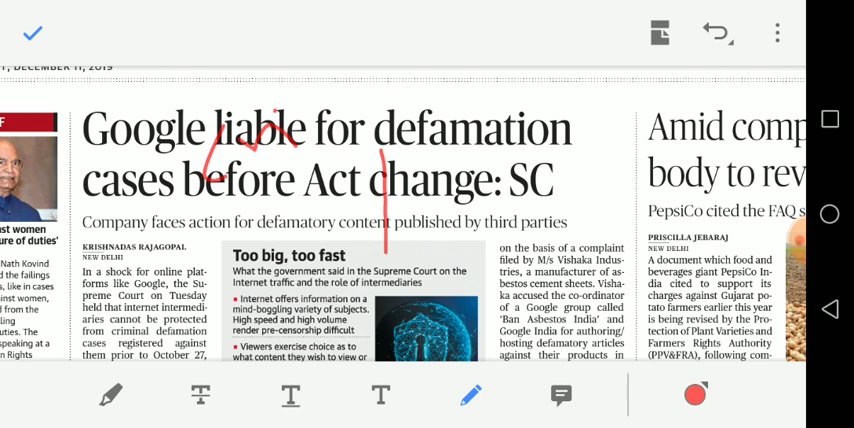 Y, DECEMBER 11, 2019
F
st women
ure of duties'
Nath Kovind
d the failings
s, like in cases
inst women,
d from the
ling
uties. The
speaking at a
n Rights
Google liable for defamation
cases before Act change: SC
Company faces action for defamatory content published by third parties
KRISHNADAS RAJAGOPAL
NEW DELHI
In a shock for online plat-
forms like Google, the Su-
preme Court on Tuesday
held that internet intermedi-
aries cannot be protected
from criminal defamation
cases registered against
them prior to October 27,
Too big, too fast
What the government said in the Supreme Court on the
Internet traffic and the role of intermediaries
Internet offers information on a
mind-boggling variety of subjects.
High speed and high volume
render pre-censorship difficult
Viewers exercise choice as to
what content they wish to view or
on the basis of a complaint
filed by M/s Vishaka Indus-
tries, a manufacturer of as-
bestos cement sheets. Visha-
ka accused the co-ordinator
of a Google group called
'Ban Asbestos India' and
Google India for authoring/
hosting defamatory articles
against their products in
Amid comp
body to rev
PepsiCo cited the FAQ s
PRISCILLA JEBARAJ
NEW DELHI
A document which food and
beverages giant PepsiCo In-
dia cited to support its
charges against Gujarat po-
tato farmers earlier this year
is being revised by the Pro-
tection of Plant Varieties and
Farmers Rights Authority
(PPV&FRA), following com-
T
T
T